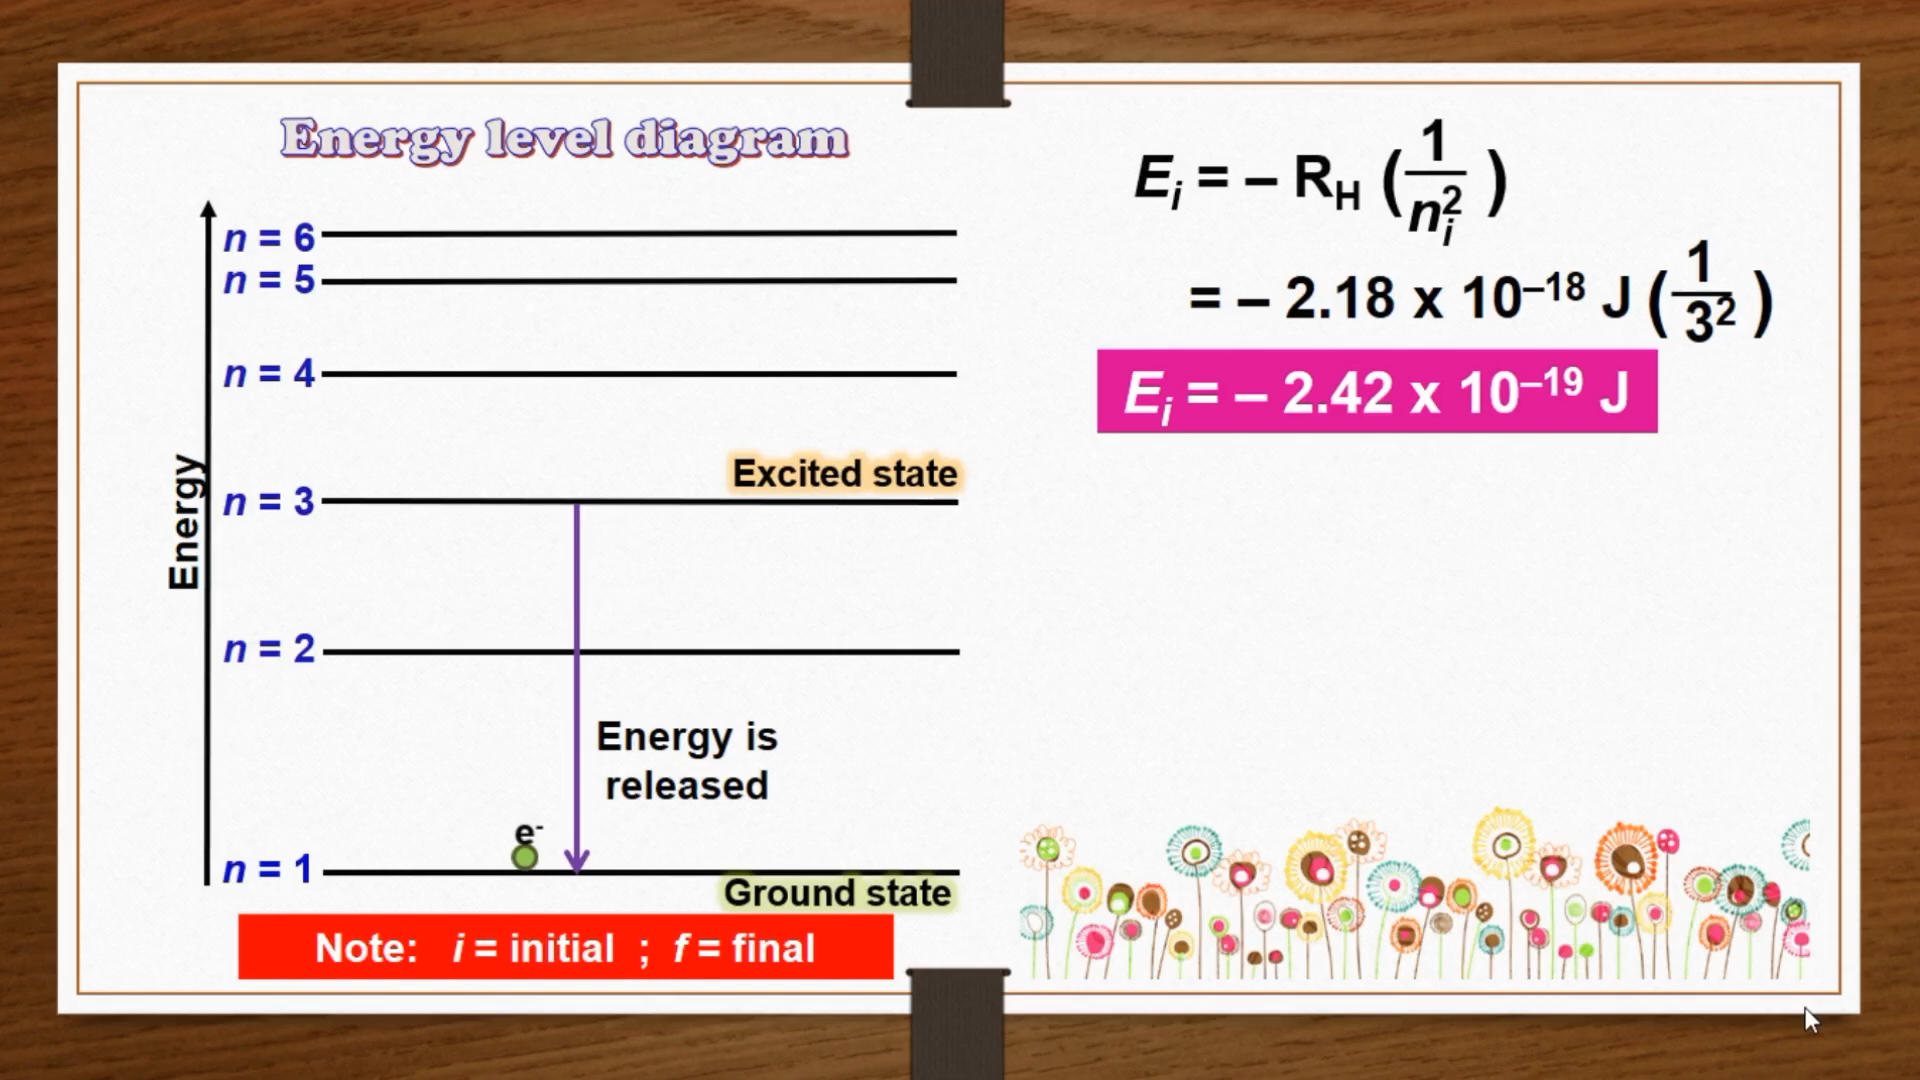 Energy level diagram
n = 6
n = 5
n = 4
Excited state
n = 3
Energy
n = 2
Energy is
released
e⁻
n = 1
Ground state
Note: i = initial ; f = final
Eᵢ = – R_H (1/nᵢ²)
= – 2.18 x 10⁻¹⁸ J (1/3²)
Eᵢ = – 2.42 x 10⁻¹⁹ J